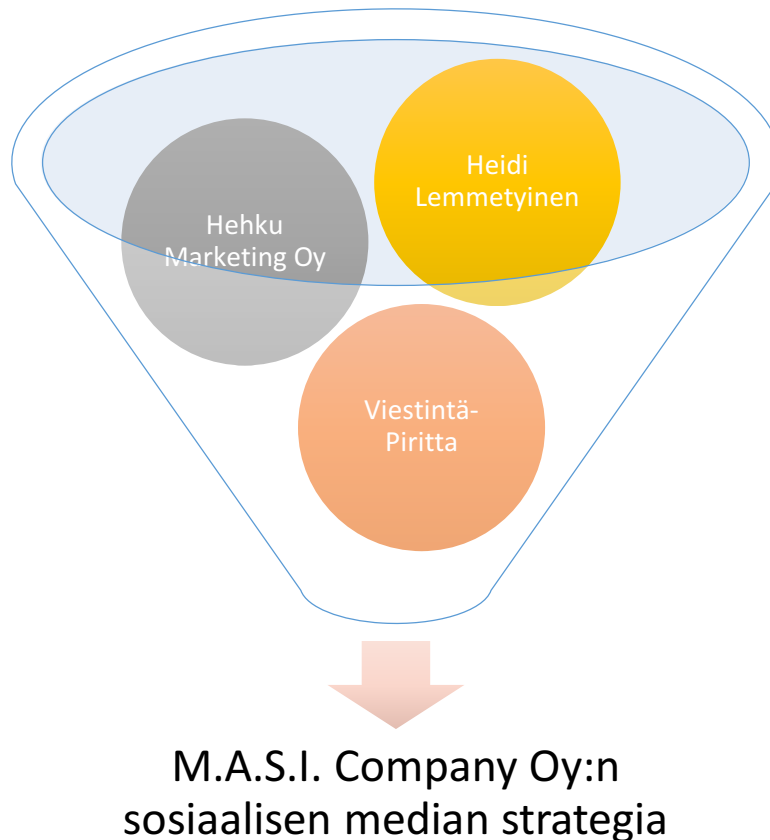 Heidi
Lemmetyinen
Hehku
Marketing Oy
Viestintä-
Piritta
M.A.S.I. Company Oy:n
sosiaalisen median strategia